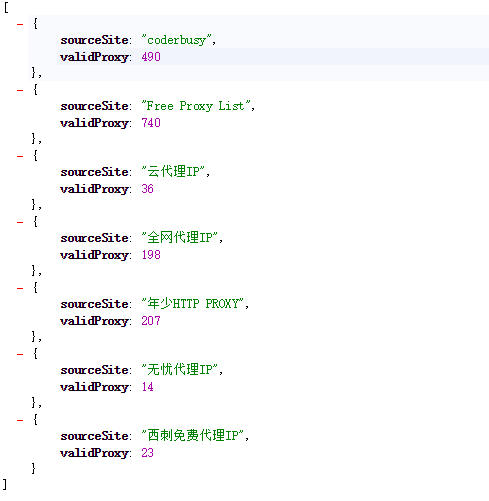 [
- {
sourceSite: "coderbusy",
validProxy: 490
},
- {
sourceSite: "Free Proxy List",
validProxy: 740
},
- {
sourceSite: "云代理IP",
validProxy: 36
},
- {
sourceSite: "全网代理IP",
validProxy: 198
},
- {
sourceSite: "年少HTTP PROXY",
validProxy: 207
},
- {
sourceSite: "无忧代理IP",
validProxy: 14
},
- {
sourceSite: "西刺免费代理IP",
validProxy: 23
}
]